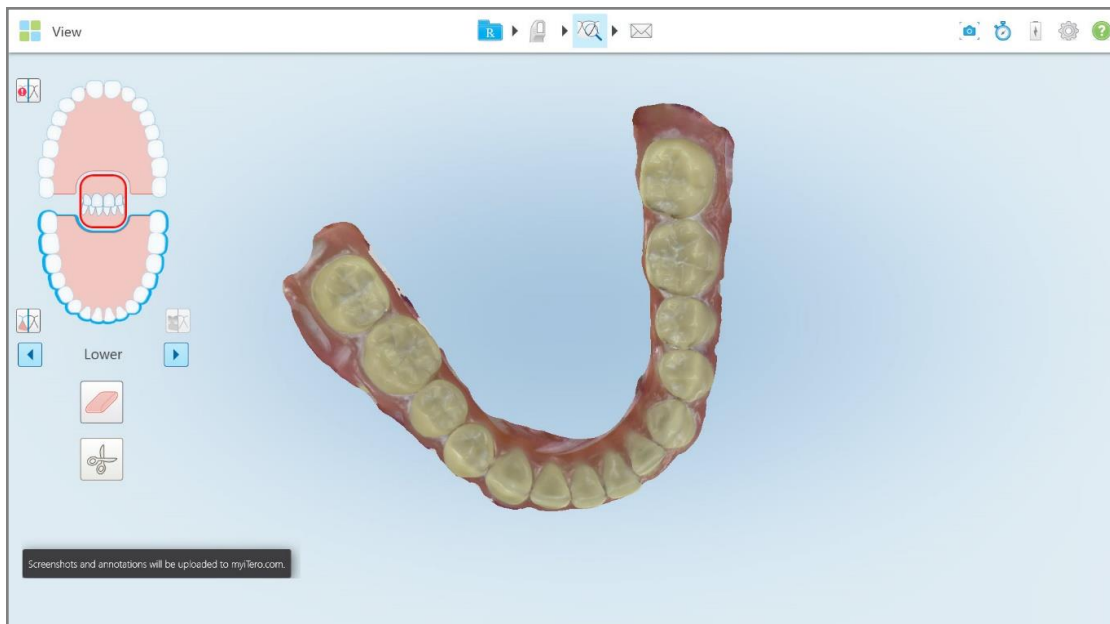 View
R
?
Lower
Screenshots and annotations will be uploaded to myiTero.com.